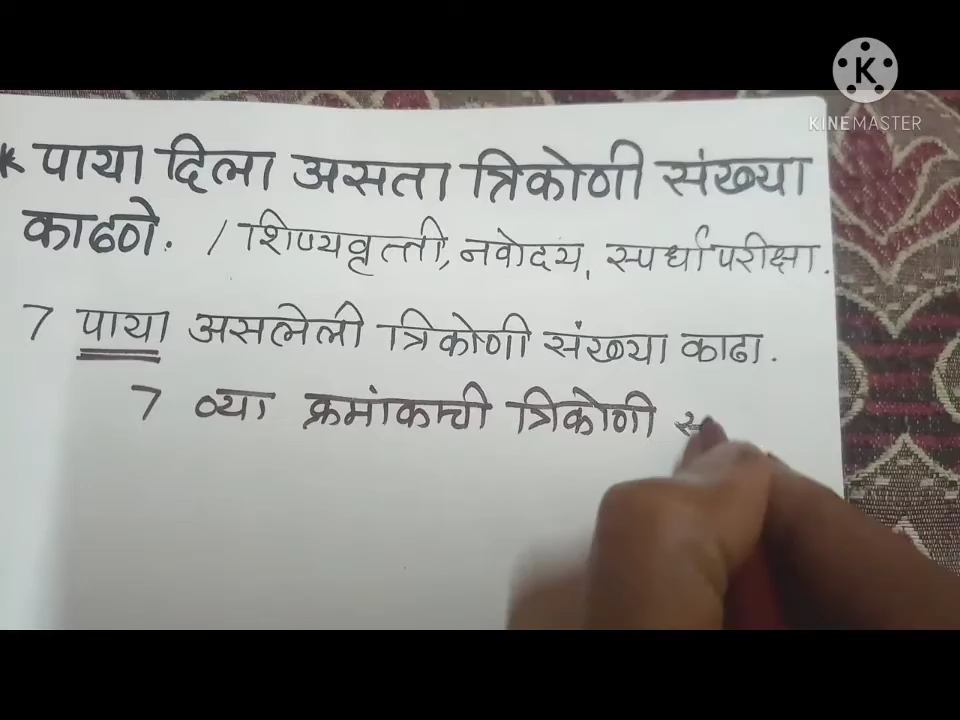 K
KINEMASTER
* पाया दिला असता त्रिकोणी संख्या
काढणे. / शिष्यवृत्ती, नवोदय, स्पर्धा परीक्षा.
7 पाया असलेली त्रिकोणी संख्या काढा.
7 व्या क्रमांकाची त्रिकोणी